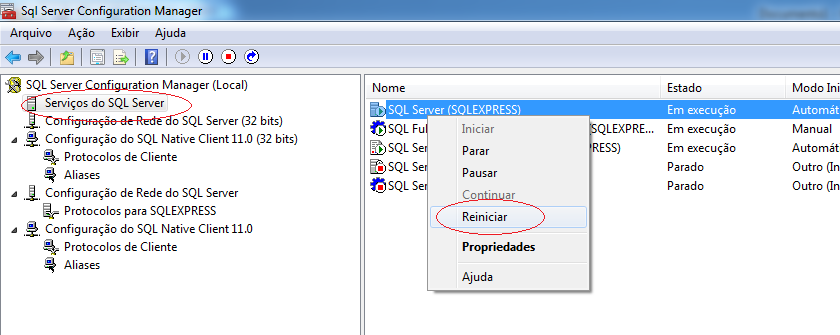 Sql Server Configuration Manager
Arquivo Ação Exibir Ajuda
SQL Server Configuration Manager (Local)
Serviços do SQL Server
Configuração de Rede do SQL Server (32 bits)
Configuração do SQL Native Client 11.0 (32 bits)
Protocolos de Cliente
Aliases
Configuração de Rede do SQL Server
Protocolos para SQLEXPRESS
Configuração do SQL Native Client 11.0
Protocolos de Cliente
Aliases
Nome Estado Modo Ini
SQL Server (SQLEXPRESS) Em execução Automát
SQL Ful SQLEXPRE... Em execução Manual
SQL Ser PRESS) Em execução Automát
SQL Ser Parado Outro (In
SQL Ser Parado Outro (In
Iniciar
Parar
Pausar
Continuar
Reiniciar
Propriedades
Ajuda